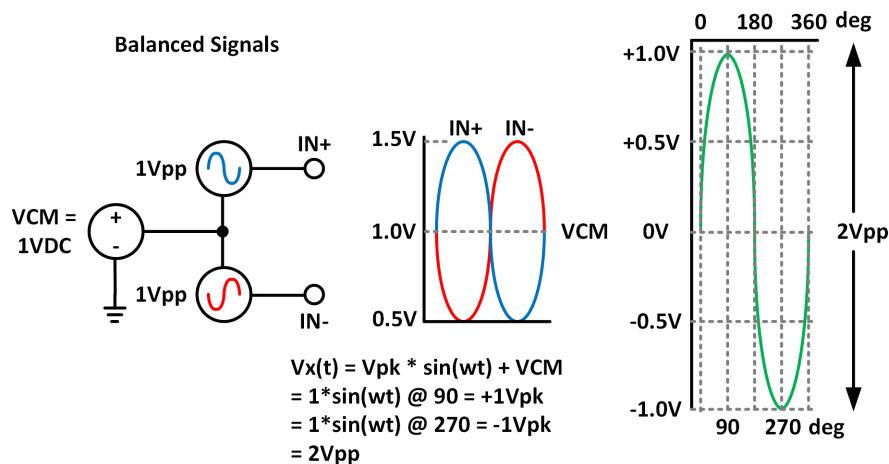 Balanced Signals
1Vpp
IN+
VCM =
1VDC
+
-
1Vpp
IN-
IN+ IN-
1.5V
1.0V
VCM
0.5V
Vx(t) = Vpk * sin(wt) + VCM
= 1*sin(wt) @ 90 = +1Vpk
= 1*sin(wt) @ 270 = -1Vpk
= 2Vpp
0 180 360 deg
+1.0V
+0.5V
0V
2Vpp
-0.5V
-1.0V
90 270 deg